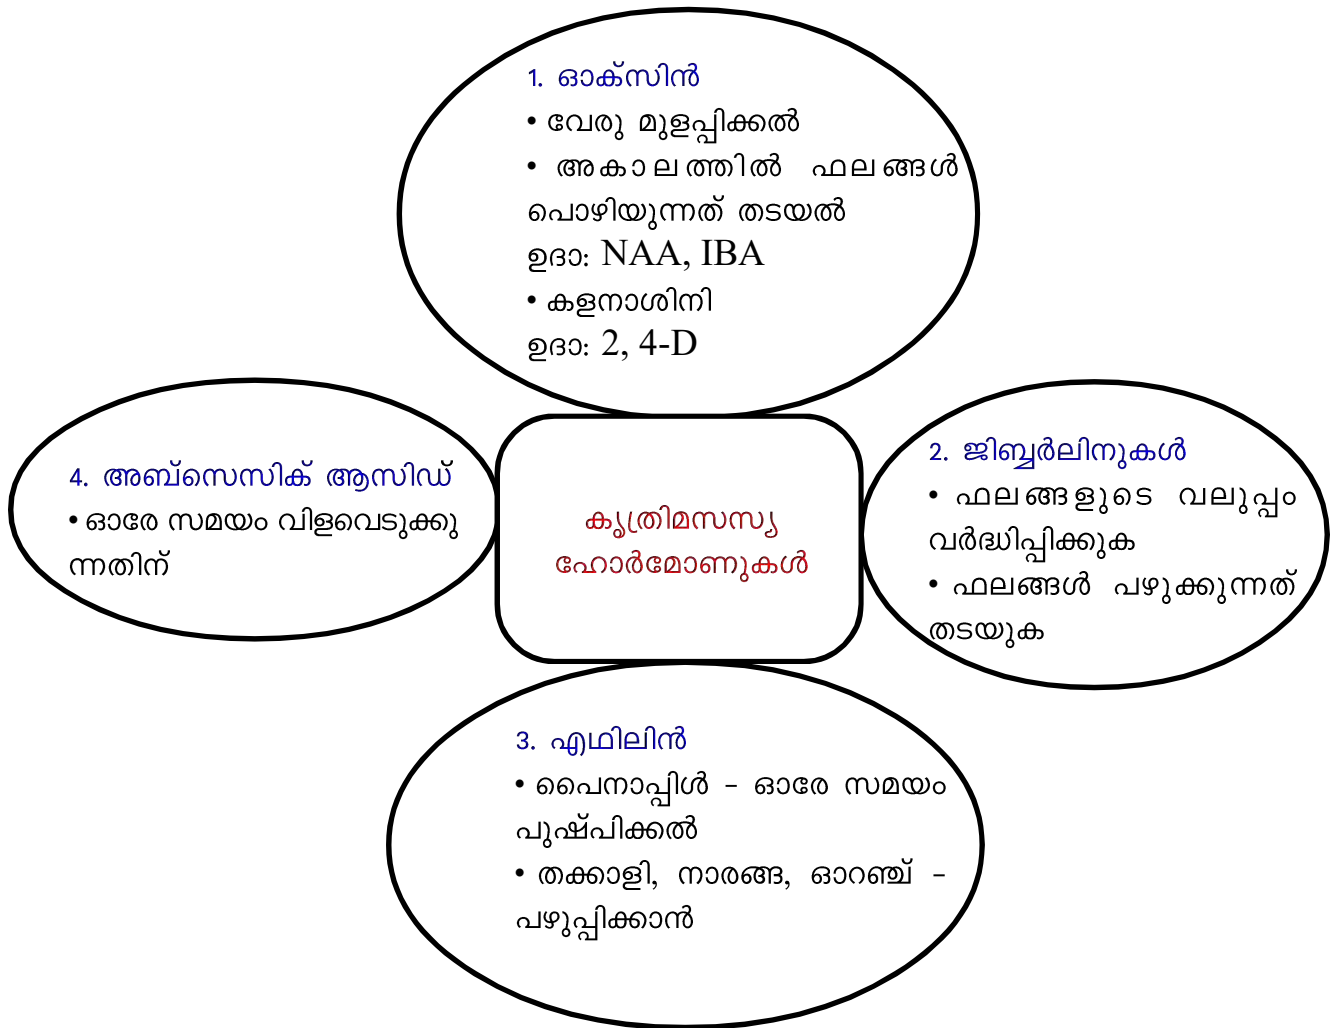 1. ഓക്സിൻ
• വേരു മുളപ്പിക്കൽ
• അകാലത്തിൽ ഫലങ്ങൾ
പൊഴിയുന്നത് തടയൽ
ഉദാ: NAA, IBA
• കളനാശിനി
ഉദാ: 2, 4-D
2. ജിബ്ബർലിനുകൾ
• ഫലങ്ങളുടെ വലുപ്പം
വർദ്ധിപ്പിക്കുക
• ഫലങ്ങൾ പഴുക്കുന്നത്
തടയുക
4. അബ്സെസിക് ആസിഡ്
• ഓരേ സമയം വിളവെടുക്കു
ന്നതിന്
കൃത്രിമസസ്യ
ഹോർമോണുകൾ
3. എഥിലിൻ
• പൈനാപ്പിൾ – ഓരേ സമയം
പുഷ്പിക്കൽ
• തക്കാളി, നാരങ്ങ, ഓറഞ്ച് –
പഴുപ്പിക്കാൻ